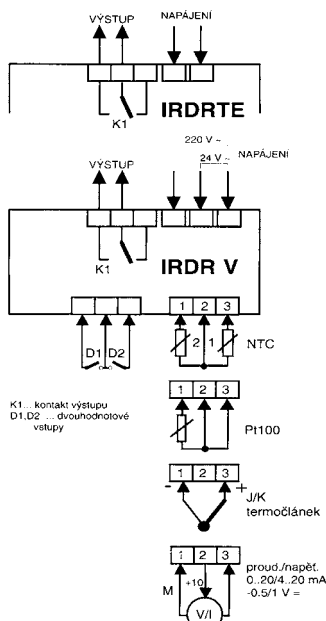 VÝSTUP NAPÁJENÍ
K1
IRDRTE
220 V ~
24 V ~ NAPÁJENÍ
VÝSTUP
K1
IRDR V
1 2 3
D1 D2
2 1 NTC
K1... kontakt výstupu
D1,D2 ... dvouhodnotové
vstupy
1 2 3
Pt100
1 2 3
- +
J/K
termočlánek
1 2 3
M +10
V/I
proud./napět.
0..20/4..20 mA
-0.5/1 V =